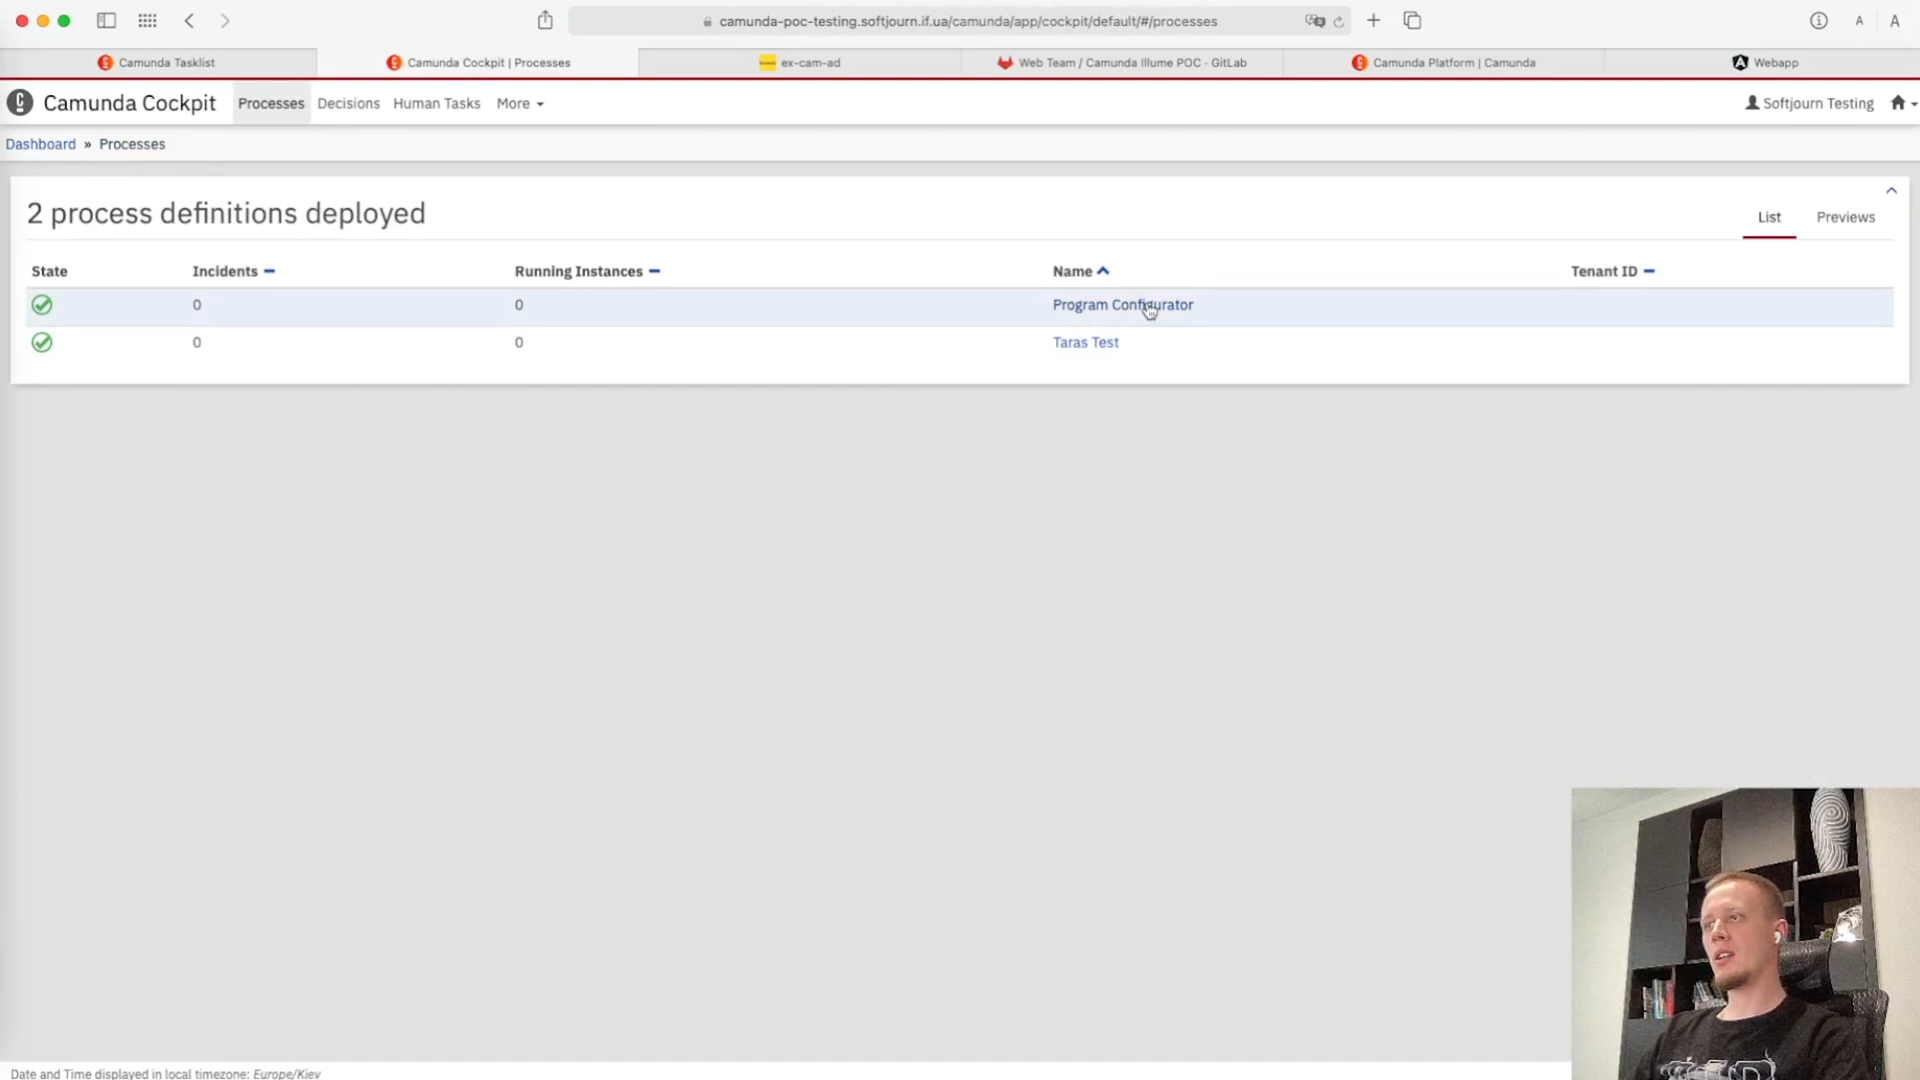 camunda-poc-testing.softjourn.if.ua/camunda/app/cockpit/default/#/processes
A A
Camunda Tasklist
Camunda Cockpit | Processes
ex-cam-ad
Web Team / Camunda Illume POC · GitLab
Camunda Platform | Camunda
Webapp
Camunda Cockpit Processes Decisions Human Tasks More Softjourn Testing
Dashboard » Processes
2 process definitions deployed
List Previews
State Incidents Running Instances Name Tenant ID
0 0 Program Configurator
0 0 Taras Test
Date and Time displayed in local timezone: Europe/Kiev